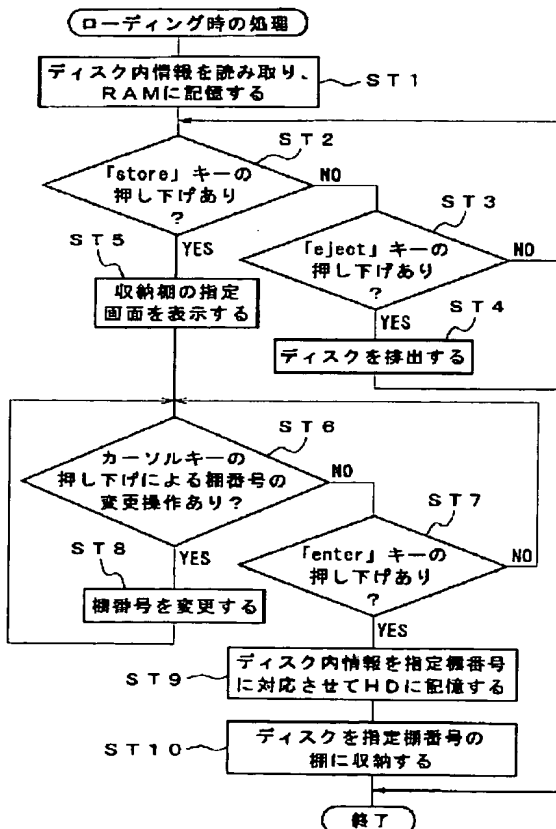 ローディング時の処理
ディスク内情報を読み取り、
RAMに記憶する
ST1
ST2
「store」キーの
押し下げあり
?
NO
YES
ST3
「eject」キーの
押し下げあり
?
NO
YES
ST5
収納棚の指定
画面を表示する
ST4
ディスクを排出する
ST6
カーソルキーの
押し下げによる棚番号の
変更操作あり?
NO
YES
ST7
「enter」キーの
押し下げあり
?
NO
YES
ST8
棚番号を変更する
ST9
ディスク内情報を指定棚番号
に対応させてHDに記憶する
ST10
ディスクを指定棚番号の
棚に収納する
終了